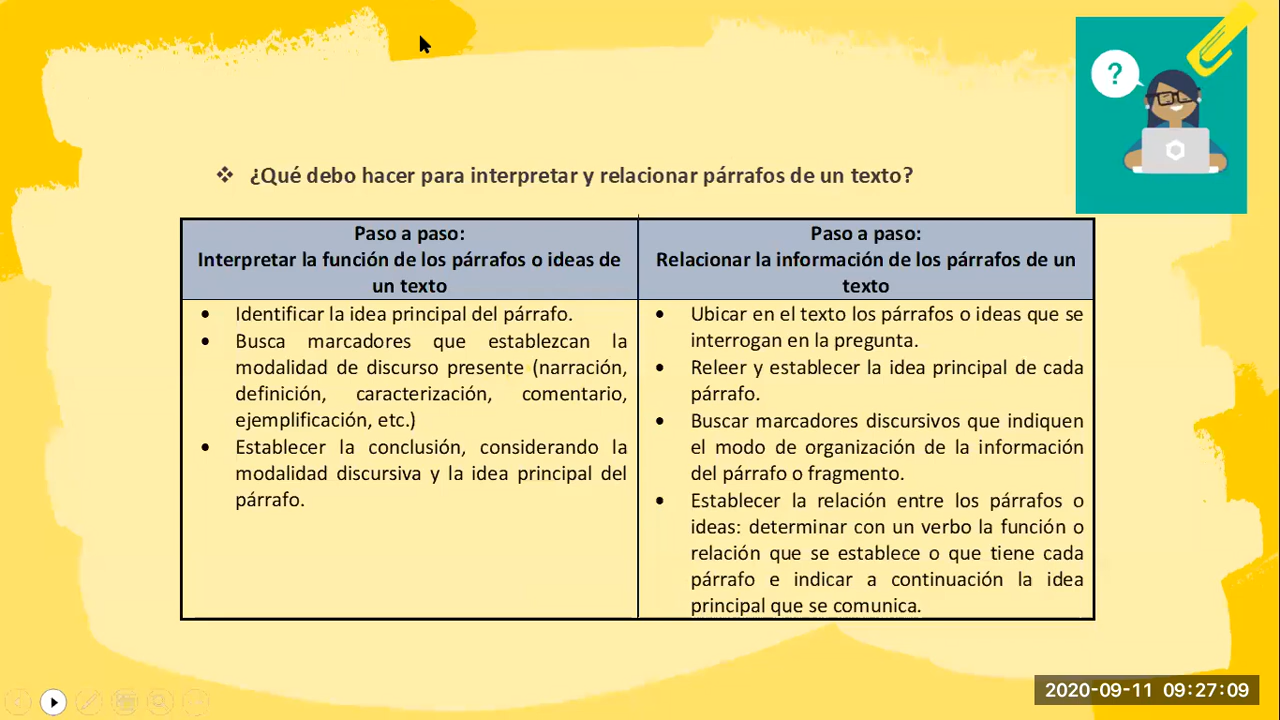 ?
❖ ¿Qué debo hacer para interpretar y relacionar párrafos de un texto?
Paso a paso:
Interpretar la función de los párrafos o ideas de
un texto
• Identificar la idea principal del párrafo.
• Busca marcadores que establezcan la
modalidad de discurso presente (narración,
definición, caracterización, comentario,
ejemplificación, etc.)
• Establecer la conclusión, considerando la
modalidad discursiva y la idea principal del
párrafo.
Paso a paso:
Relacionar la información de los párrafos de un
texto
• Ubicar en el texto los párrafos o ideas que se
interrogan en la pregunta.
• Releer y establecer la idea principal de cada
párrafo.
• Buscar marcadores discursivos que indiquen
el modo de organización de la información
del párrafo o fragmento.
• Establecer la relación entre los párrafos o
ideas: determinar con un verbo la función o
relación que se establece o que tiene cada
párrafo e indicar a continuación la idea
principal que se comunica.
2020-09-11 09:27:09